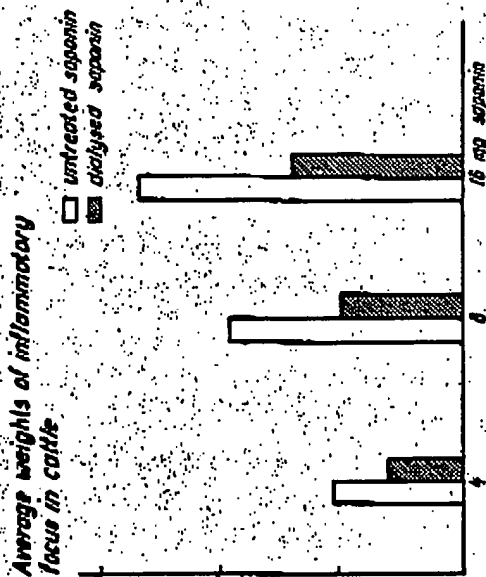 Average weights of inflammatory
focus in cattle
untreated saponin
dialysed saponin
4
8
16 mg saponin